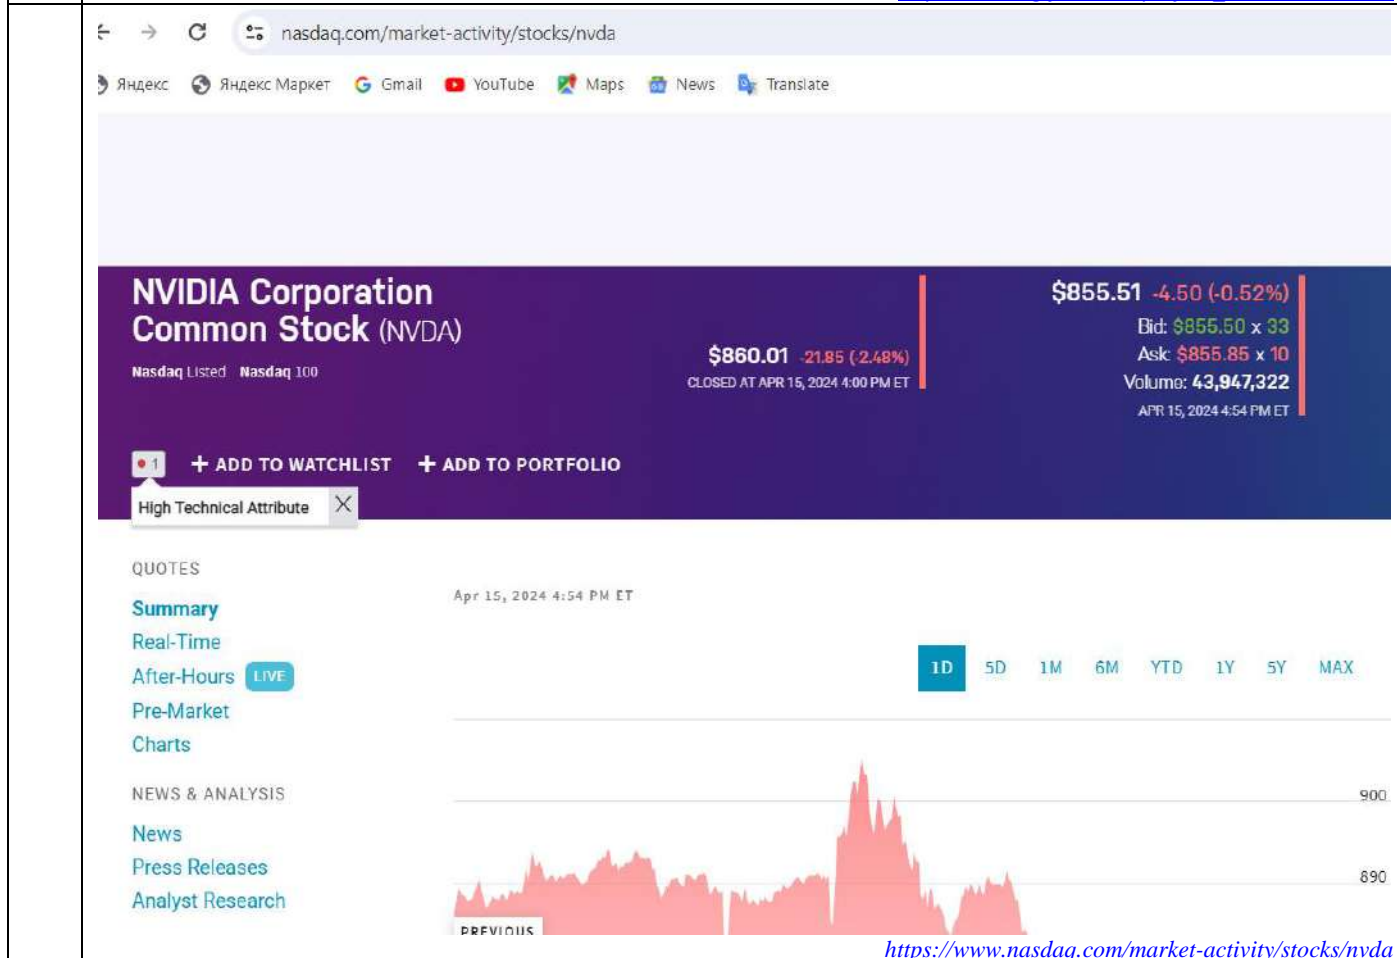 nasdaq.com/market-activity/stocks/nvda
Яндекс Яндекс Маркет Gmail YouTube Maps News Translate
NVIDIA Corporation
Common Stock (NVDA)
Nasdaq Listed Nasdaq 100
$860.01 -21.85 (-2.48%)
CLOSED AT APR 15, 2024 4:00 PM ET
$855.51 -4.50 (-0.52%)
Bid: $855.50 x 33
Ask: $855.85 x 10
Volume: 43,947,322
APR 15, 2024 4:54 PM ET
1 + ADD TO WATCHLIST + ADD TO PORTFOLIO
High Technical Attribute
QUOTES
Summary
Real-Time
After-Hours LIVE
Pre-Market
Charts
NEWS & ANALYSIS
News
Press Releases
Analyst Research
Apr 15, 2024 4:54 PM ET
1D 5D 1M 6M YTD 1Y 5Y MAX
900
890
PREVIOUS
https://www.nasdaq.com/market-activity/stocks/nvda